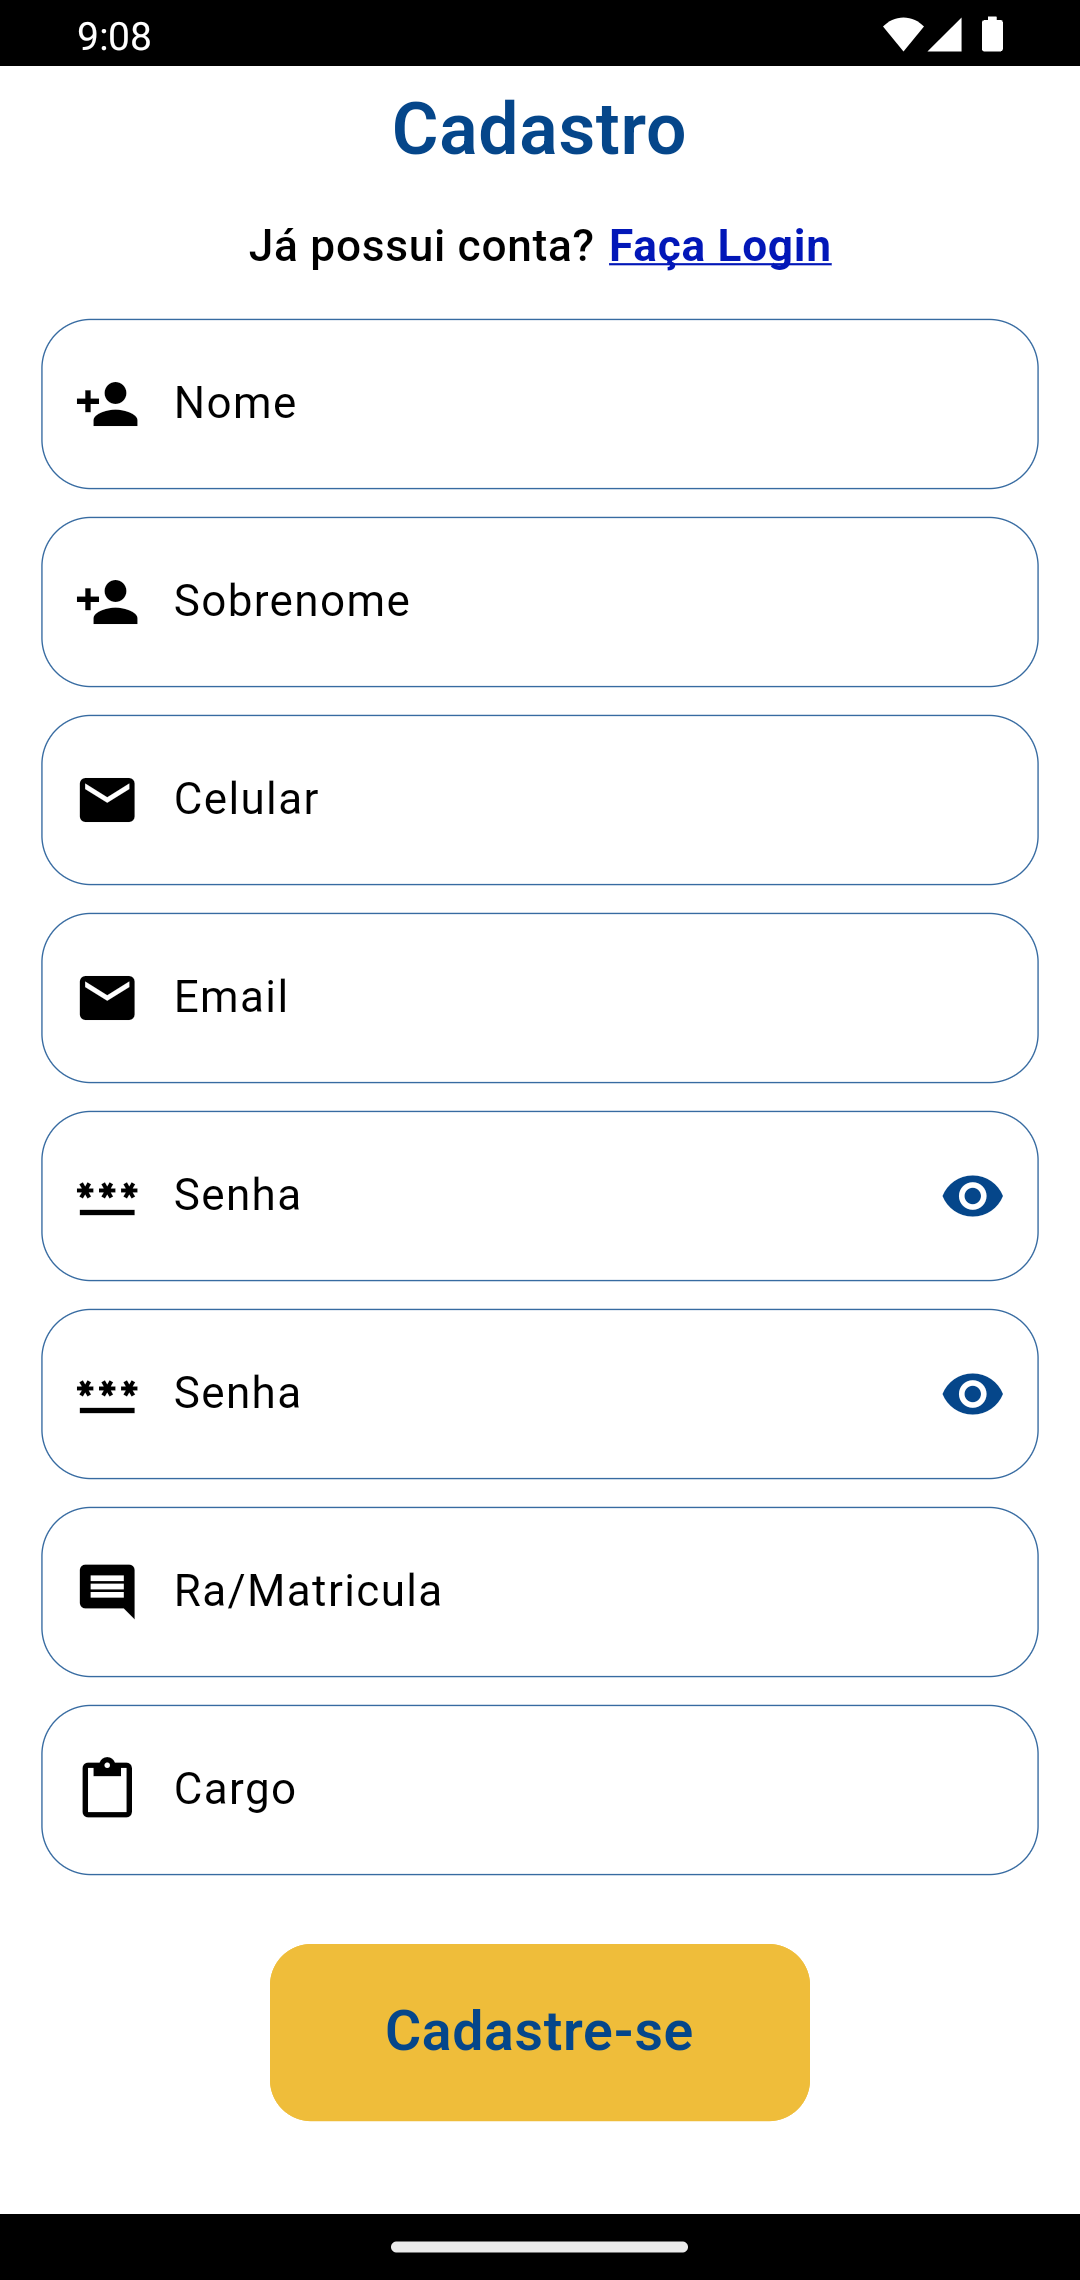 9:08
Cadastro
Já possui conta? Faça Login
Nome
Sobrenome
Celular
Email
Senha
Senha
Ra/Matricula
Cargo
Cadastre-se